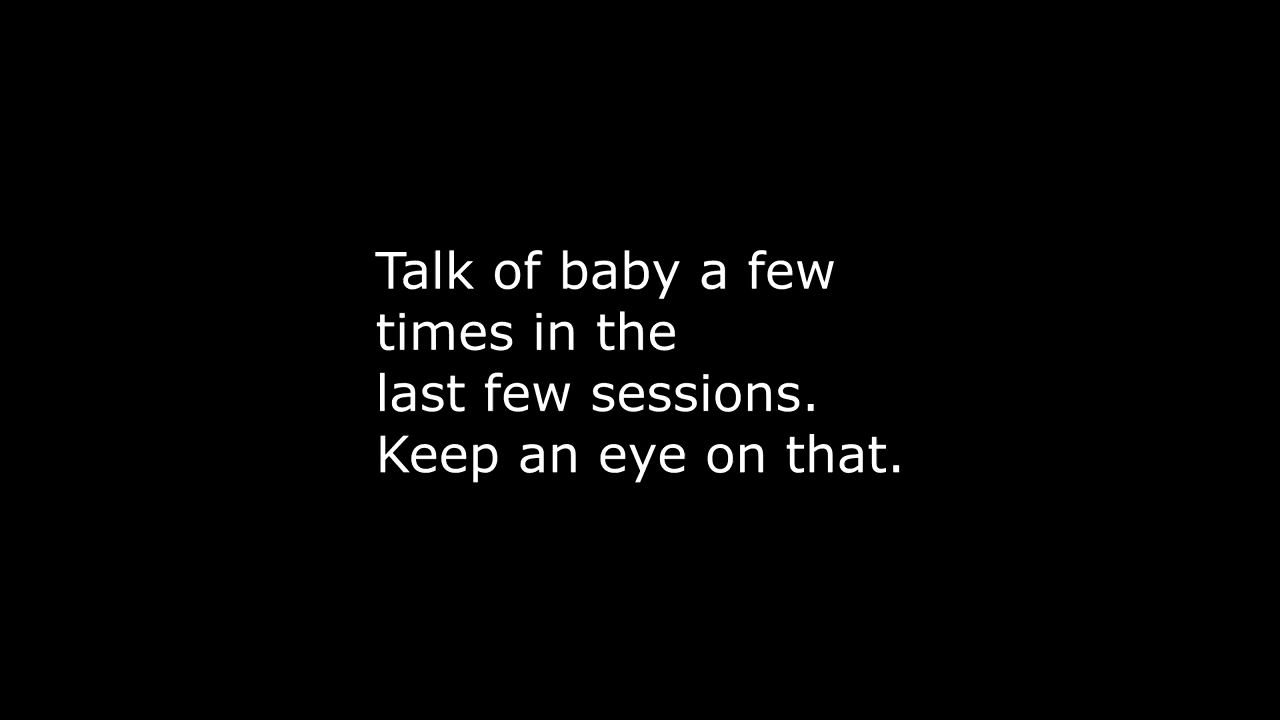 Talk of baby a few
times in the
last few sessions.
Keep an eye on that.